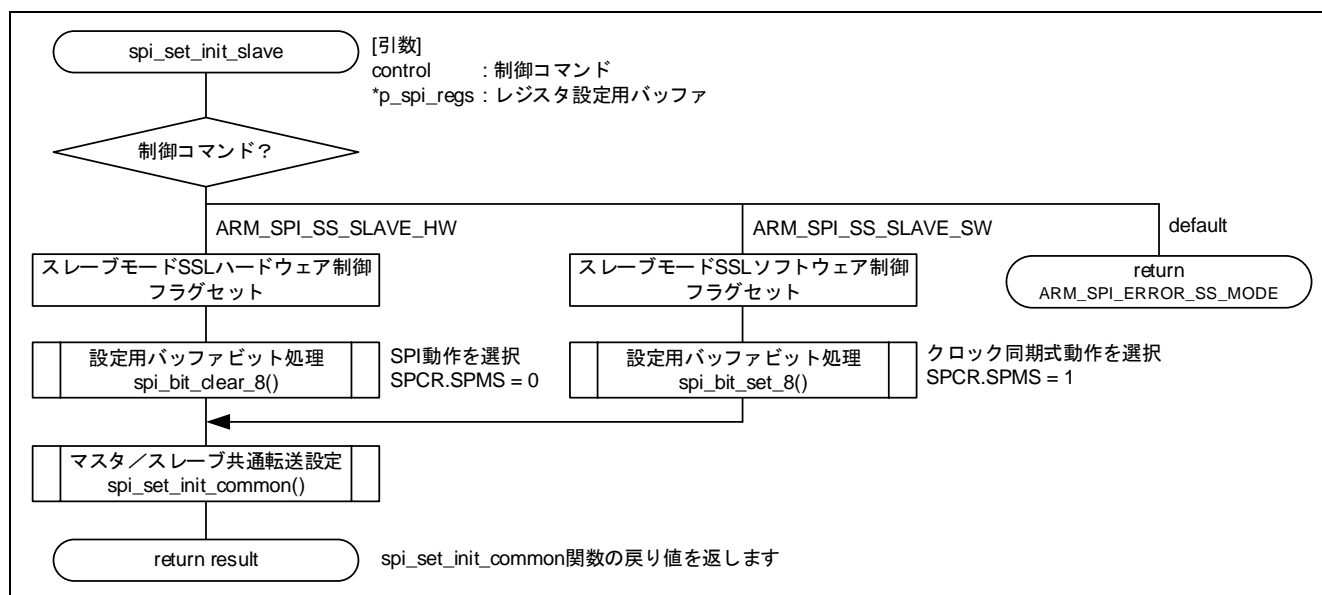 spi_set_init_slave
[引数]
control : 制御コマンド
*p_spi_regs : レジスタ設定用バッファ
制御コマンド？
ARM_SPI_SS_SLAVE_HW
ARM_SPI_SS_SLAVE_SW
default
スレーブモードSSLハードウェア制御
フラグセット
スレーブモードSSLソフトウェア制御
フラグセット
return
ARM_SPI_ERROR_SS_MODE
設定用バッファビット処理
spi_bit_clear_8()
SPI動作を選択
SPCR.SPMS = 0
設定用バッファビット処理
spi_bit_set_8()
クロック同期式動作を選択
SPCR.SPMS = 1
マスタ／スレーブ共通転送設定
spi_set_init_common()
return result
spi_set_init_common関数の戻り値を返します